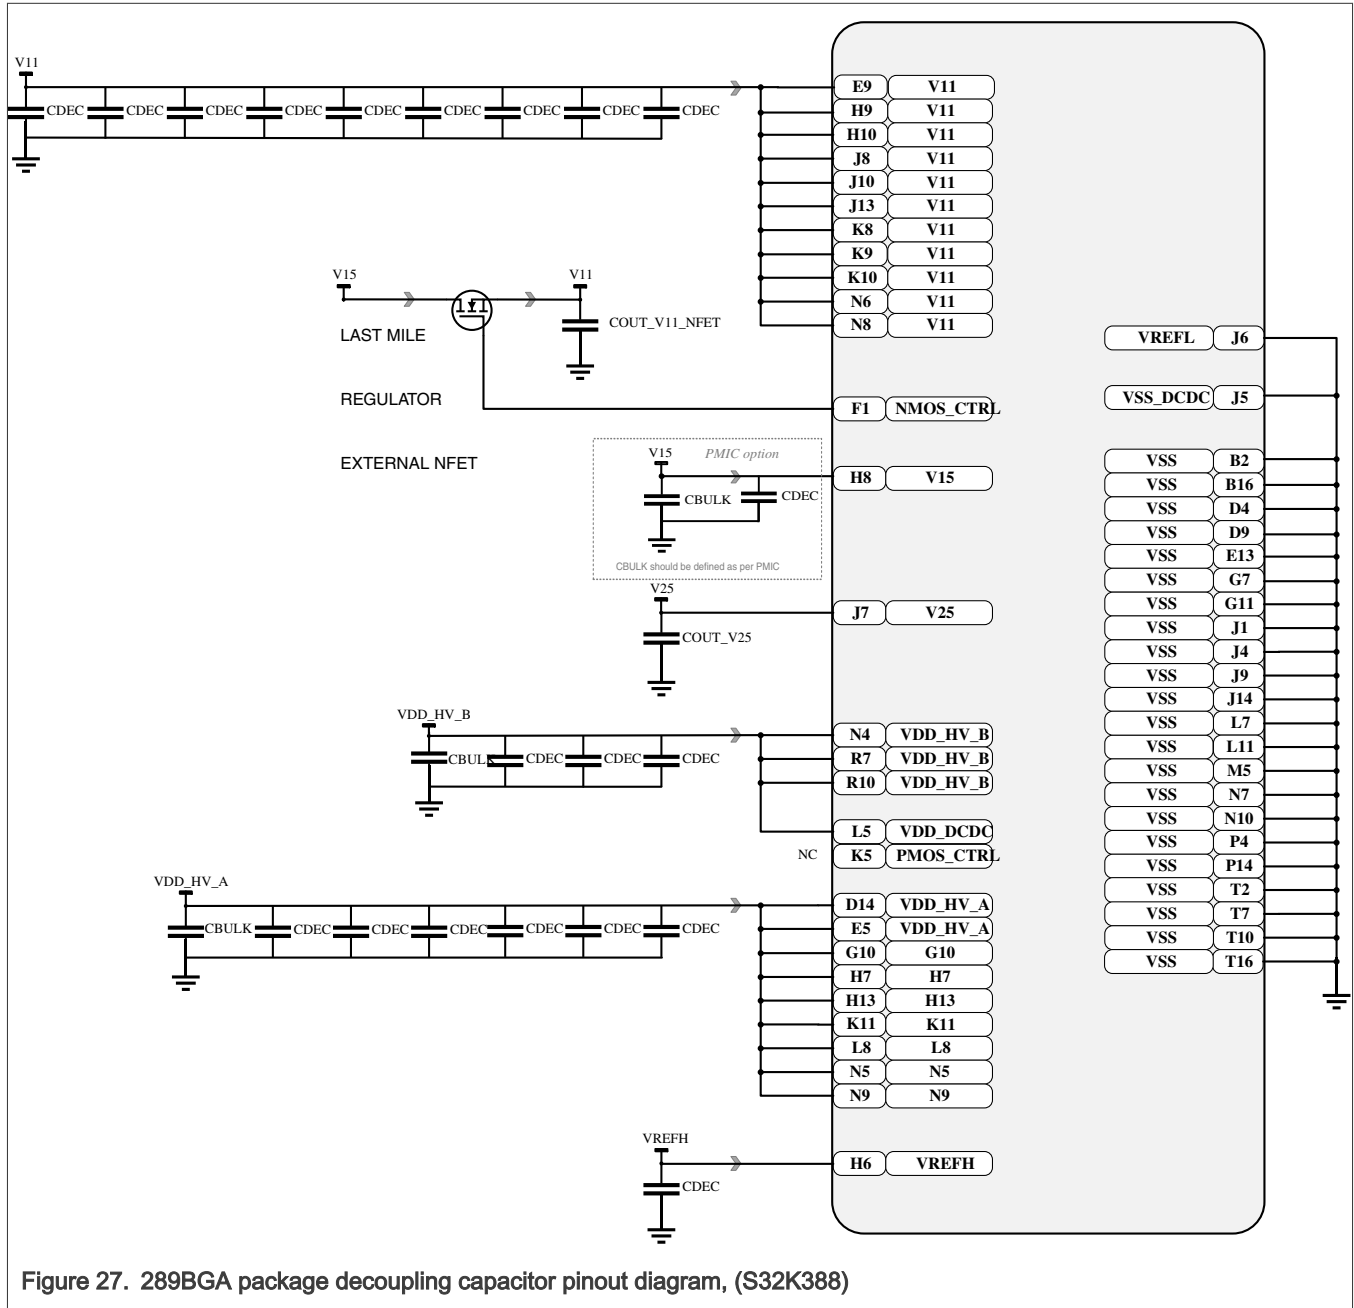 V11
CDEC CDEC CDEC CDEC CDEC CDEC CDEC CDEC CDEC
E9 V11
H9 V11
H10 V11
J8 V11
J10 V11
J13 V11
K8 V11
K9 V11
K10 V11
N6 V11
N8 V11
V15 V11
COUT_V11_NFET
LAST MILE
REGULATOR
EXTERNAL NFET
F1 NMOS_CTRL
V15 PMIC option
CBULK CDEC
CBULK should be defined as per PMIC
H8 V15
V25
COUT_V25
J7 V25
VDD_HV_B
CBULK CDEC CDEC CDEC
N4 VDD_HV_B
R7 VDD_HV_B
R10 VDD_HV_B
L5 VDD_DCDC
NC K5 PMOS_CTRL
VDD_HV_A
CBULK CDEC CDEC CDEC CDEC CDEC CDEC
D14 VDD_HV_A
E5 VDD_HV_A
G10 G10
H7 H7
H13 H13
K11 K11
L8 L8
N5 N5
N9 N9
VREFH
CDEC
H6 VREFH
VREFL J6
VSS_DCDC J5
VSS B2
VSS B16
VSS D4
VSS D9
VSS E13
VSS G7
VSS G11
VSS J1
VSS J4
VSS J9
VSS J14
VSS L7
VSS L11
VSS M5
VSS N7
VSS N10
VSS P4
VSS P14
VSS T2
VSS T7
VSS T10
VSS T16
Figure 27. 289BGA package decoupling capacitor pinout diagram, (S32K388)